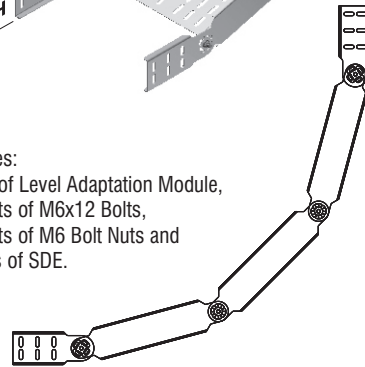 H
es:
of Level Adaptation Module,
ts of M6x12 Bolts,
ts of M6 Bolt Nuts and
s of SDE.